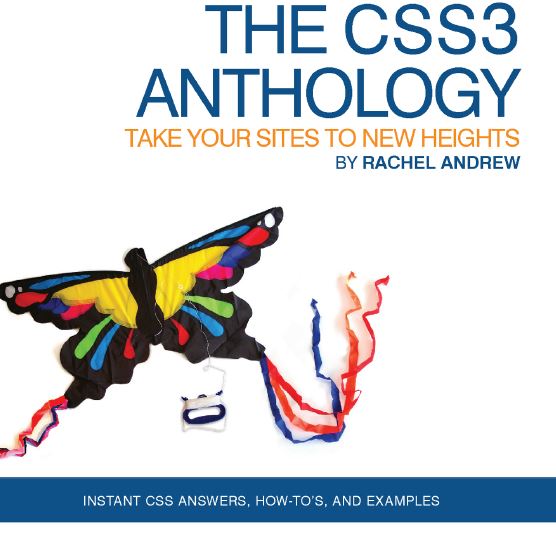 THE CSS3
ANTHOLOGY
TAKE YOUR SITES TO NEW HEIGHTS
BY RACHEL ANDREW
INSTANT CSS ANSWERS, HOW-TO'S, AND EXAMPLES